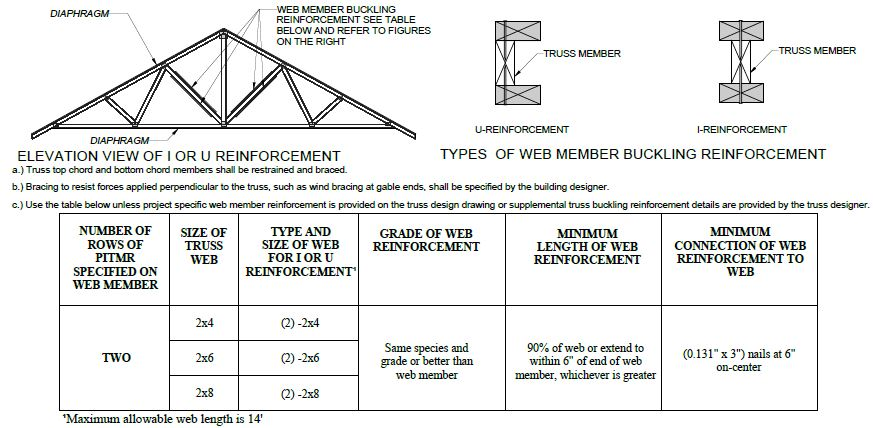 DIAPHRAGM
WEB MEMBER BUCKLING
REINFORCEMENT SEE TABLE
BELOW AND REFER TO FIGURES
ON THE RIGHT
DIAPHRAGM
ELEVATION VIEW OF I OR U REINFORCEMENT
TRUSS MEMBER
U-REINFORCEMENT
TRUSS MEMBER
I-REINFORCEMENT
TYPES OF WEB MEMBER BUCKLING REINFORCEMENT
a.) Truss top chord and bottom chord members shall be restrained and braced.
b.) Bracing to resist forces applied perpendicular to the truss, such as wind bracing at gable ends, shall be specified by the building designer.
c.) Use the table below unless project specific web member reinforcement is provided on the truss design drawing or supplemental truss buckling reinforcement details are provided by the truss designer.
NUMBER OF
ROWS OF
PITMR
SPECIFIED ON
WEB MEMBER
SIZE OF
TRUSS
WEB
TYPE AND
SIZE OF WEB
FOR I OR U
REINFORCEMENT¹
GRADE OF WEB
REINFORCEMENT
MINIMUM
LENGTH OF WEB
REINFORCEMENT
MINIMUM
CONNECTION OF WEB
REINFORCEMENT TO
WEB
TWO
2x4
(2) -2x4
2x6
(2) -2x6
2x8
(2) -2x8
Same species and
grade or better than
web member
90% of web or extend to
within 6" of end of web
member, whichever is greater
(0.131" x 3") nails at 6"
on-center
¹Maximum allowable web length is 14'